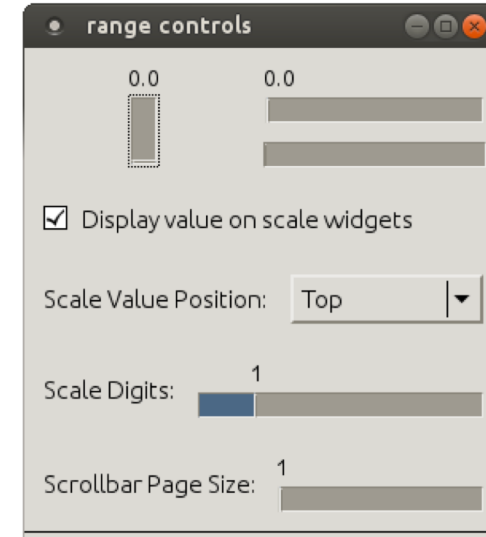 range controls
0.0 0.0
Display value on scale widgets
Scale Value Position: Top
1
Scale Digits:
1
Scrollbar Page Size: